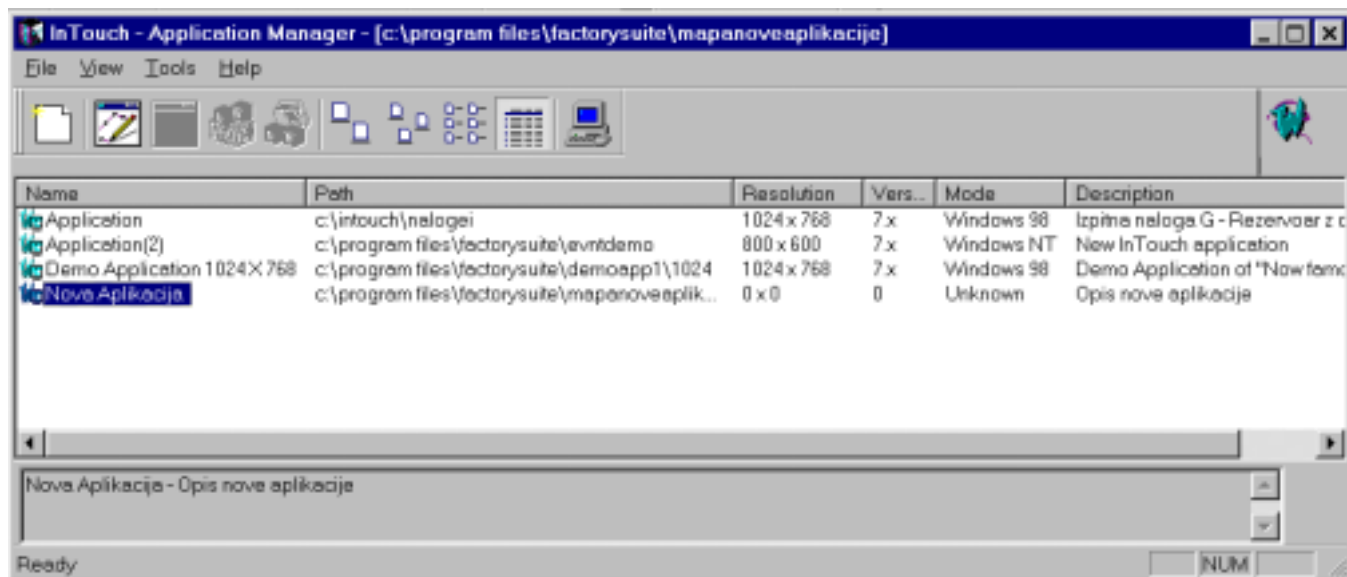 InTouch - Application Manager - [c:\program files\factorysuite\mapanoveaplikacije]
File View Tools Help
Name Path Resolution Vers... Mode Description
Application c:\intouch\nalogei 1024 x 768 7.x Windows 98 Izpitna naloga G - Rezervoar z
Application(2) c:\program files\factorysuite\evntdemo 800 x 600 7.x Windows NT New InTouch application
Demo Application 1024X768 c:\program files\factorysuite\demoapp1\1024 1024 x 768 7.x Windows 98 Demo Application of "Now
Nova Aplikacija c:\program files\factorysuite\mapanoveaplik... 0 x 0 0 Unknown Opis nove aplikacije
Nova Aplikacija - Opis nove aplikacije
Ready NUM